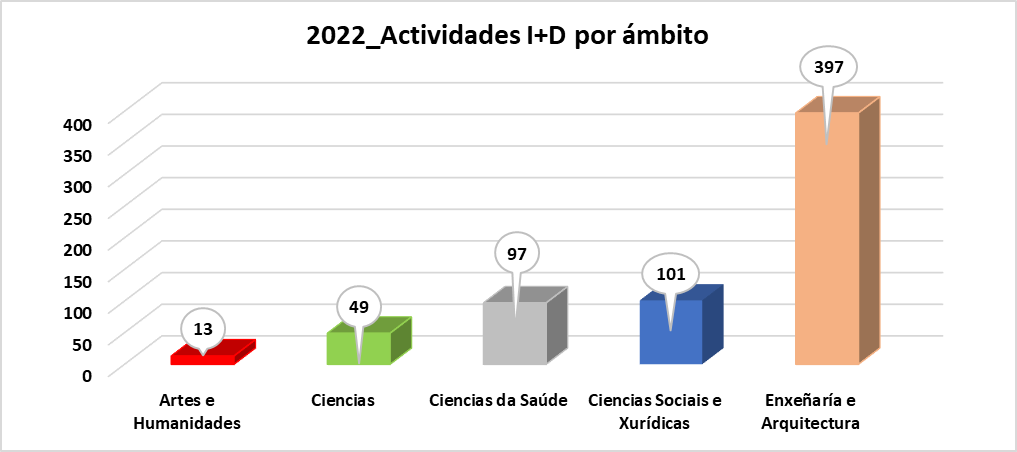 2022_Actividades I+D por ámbito
397
400
350
300
250
200
150
100
50
0
97
101
49
13
Artes e
Humanidades
Ciencias
Ciencias da Saúde
Ciencias Sociais e
Xurídicas
Enxeñaría e
Arquitectura